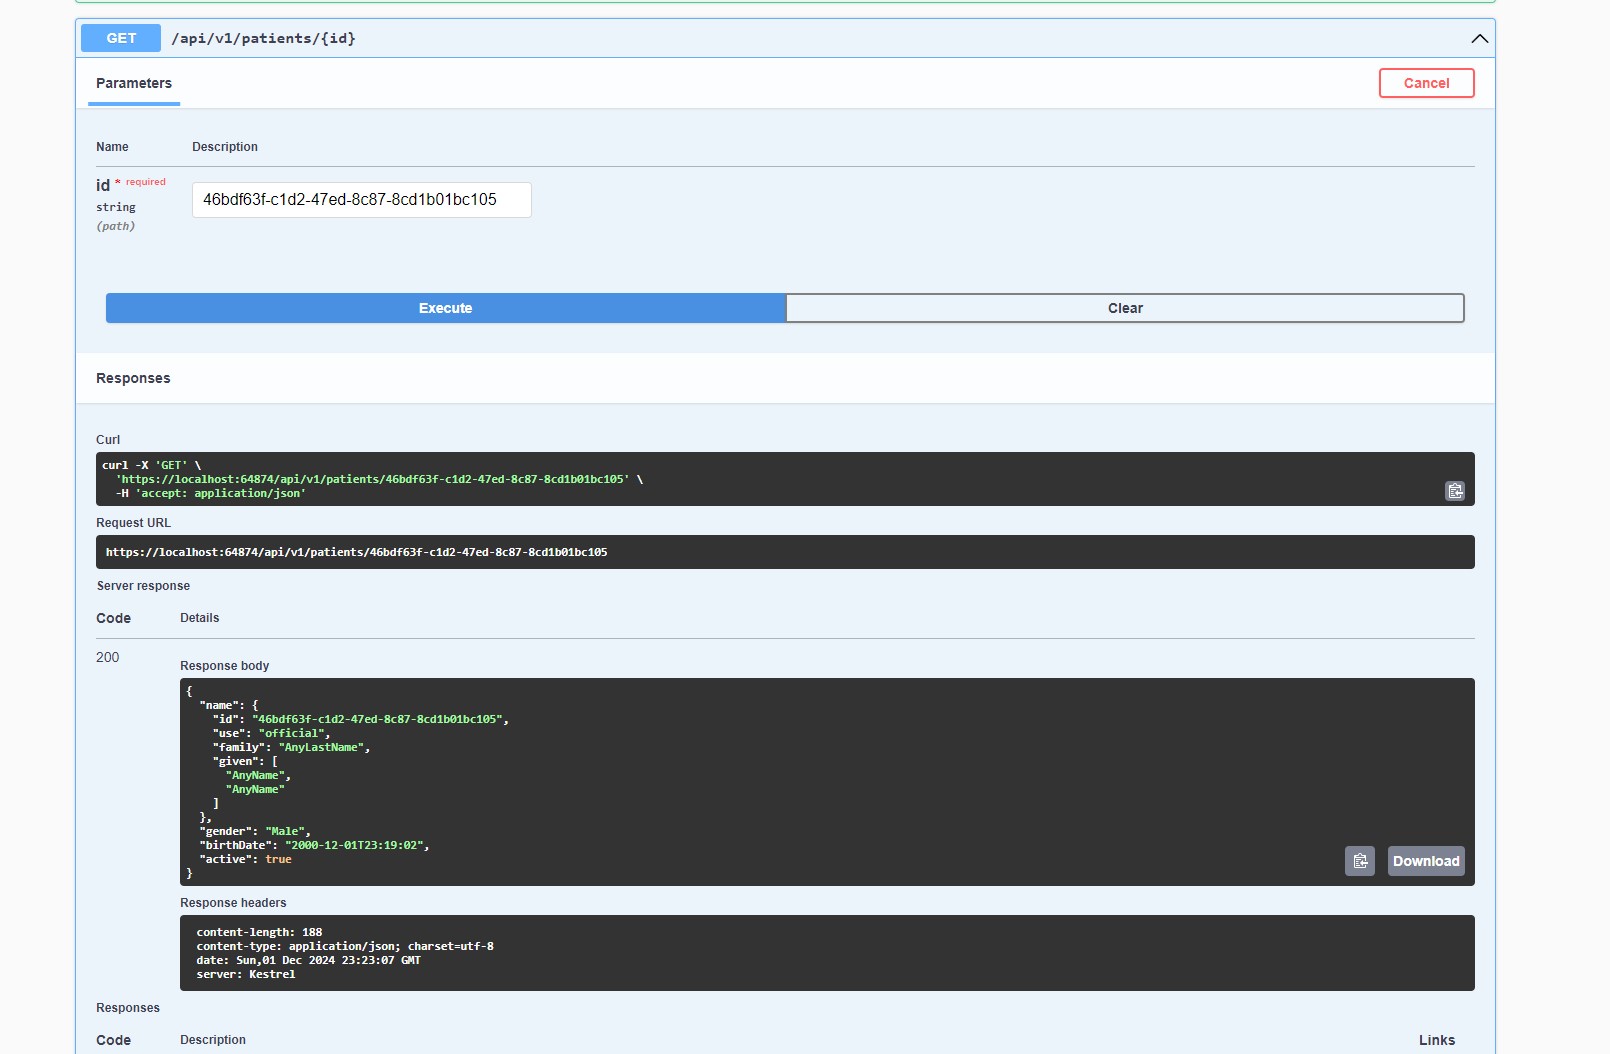 GET /api/v1/patients/{id}
Parameters
Cancel
Name Description
id * required
string
(path)
46bdf63f-c1d2-47ed-8c87-8cd1b01bc105
Execute
Clear
Responses
Curl
curl -X 'GET' \
  'https://localhost:64874/api/v1/patients/46bdf63f-c1d2-47ed-8c87-8cd1b01bc105' \
  -H 'accept: application/json'
Request URL
https://localhost:64874/api/v1/patients/46bdf63f-c1d2-47ed-8c87-8cd1b01bc105
Server response
Code Details
200
Response body
{
  "name": {
    "id": "46bdf63f-c1d2-47ed-8c87-8cd1b01bc105",
    "use": "official",
    "family": "AnyLastName",
    "given": [
      "AnyName",
      "AnyName"
    ]
  },
  "gender": "Male",
  "birthDate": "2000-12-01T23:19:02",
  "active": true
}
Download
Response headers
content-length: 188
content-type: application/json; charset=utf-8
date: Sun,01 Dec 2024 23:23:07 GMT
server: Kestrel
Responses
Code Description Links